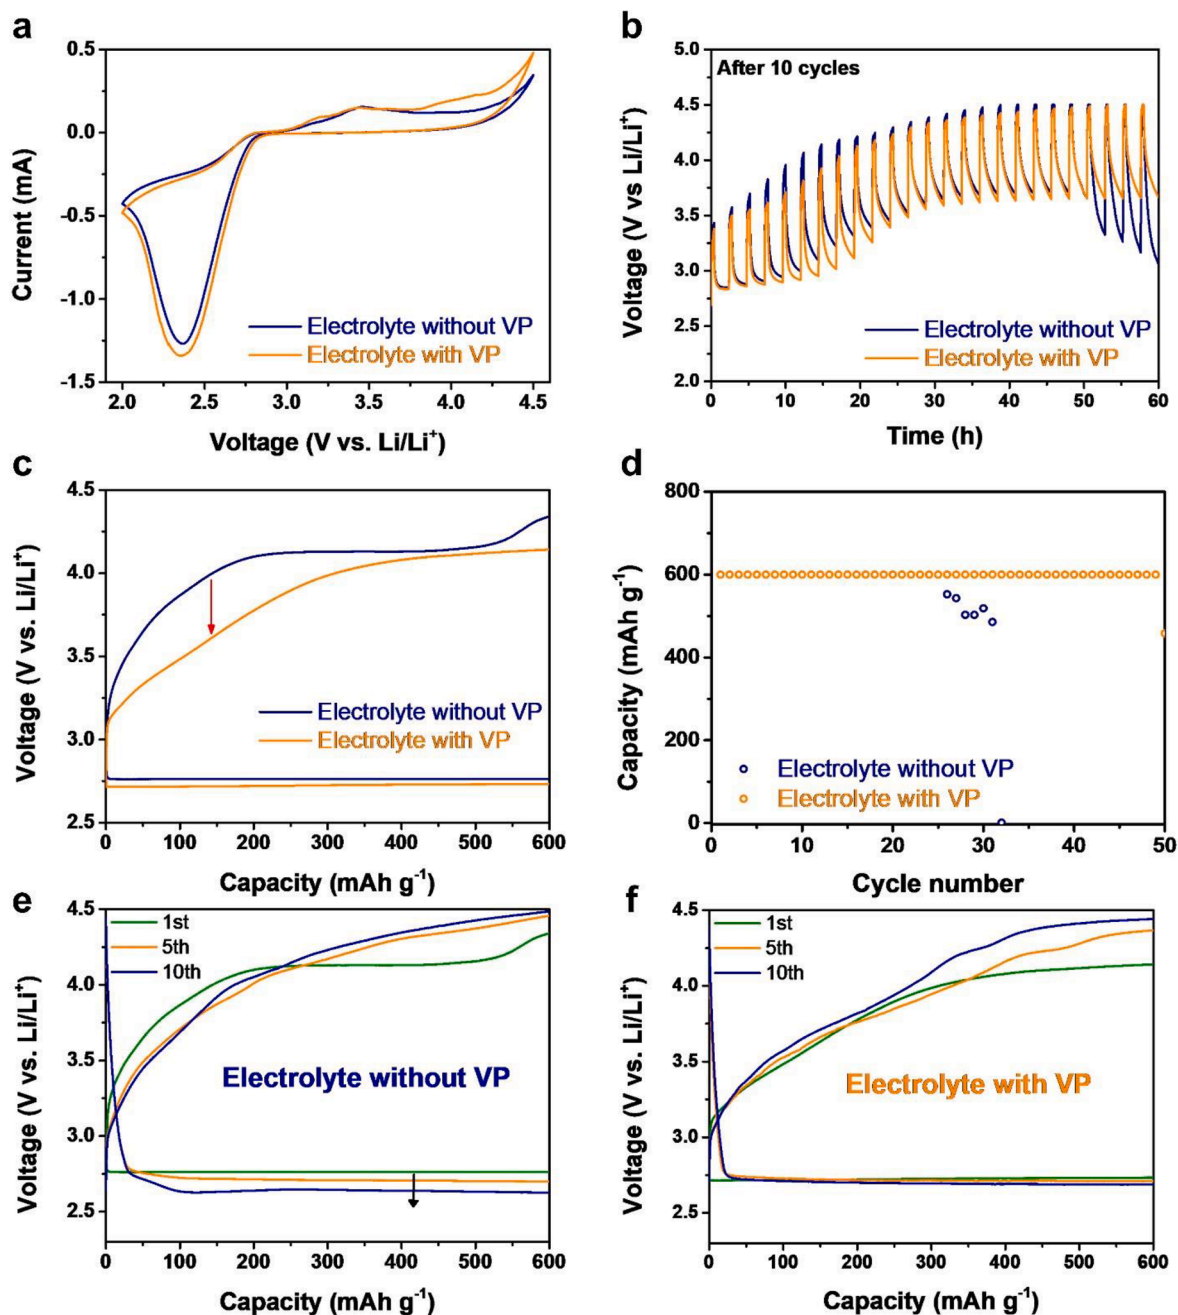 a
0.5
0.0
-0.5
-1.0
-1.5
Current (mA)
2.0 2.5 3.0 3.5 4.0 4.5
Voltage (V vs. Li/Li⁺)
Electrolyte without VP
Electrolyte with VP
b
After 10 cycles
5.0
4.5
4.0
3.5
3.0
2.5
2.0
Voltage (V vs Li/Li⁺)
0 10 20 30 40 50 60
Time (h)
Electrolyte without VP
Electrolyte with VP
c
4.5
4.0
3.5
3.0
2.5
Voltage (V vs. Li/Li⁺)
0 100 200 300 400 500 600
Capacity (mAh g⁻¹)
Electrolyte without VP
Electrolyte with VP
d
800
600
400
200
0
Capacity (mAh g⁻¹)
0 10 20 30 40 50
Cycle number
Electrolyte without VP
Electrolyte with VP
e
4.5
4.0
3.5
3.0
2.5
Voltage (V vs. Li/Li⁺)
1st
5th
10th
Electrolyte without VP
0 100 200 300 400 500 600
Capacity (mAh g⁻¹)
f
4.5
4.0
3.5
3.0
2.5
Voltage (V vs. Li/Li⁺)
1st
5th
10th
Electrolyte with VP
0 100 200 300 400 500 600
Capacity (mAh g⁻¹)